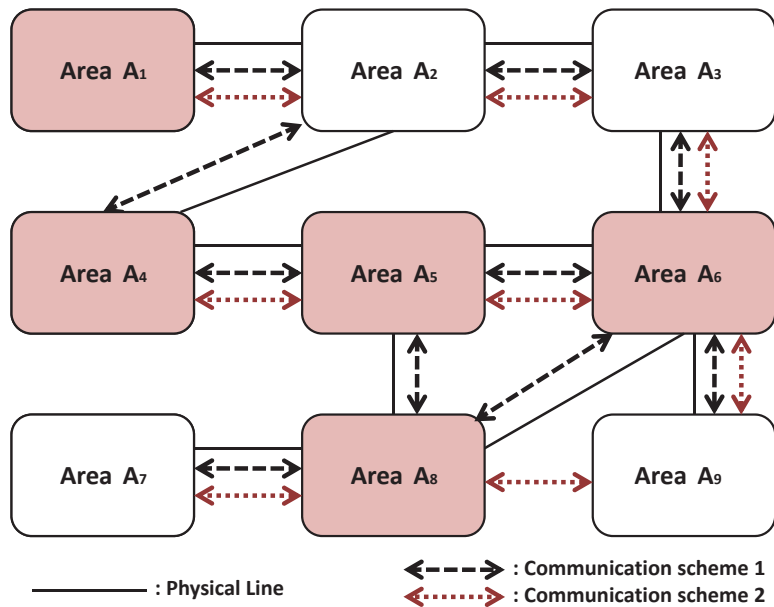 Area A1
Area A2
Area A3
Area A4
Area A5
Area A6
Area A7
Area A8
Area A9
: Physical Line
: Communication scheme 1
: Communication scheme 2